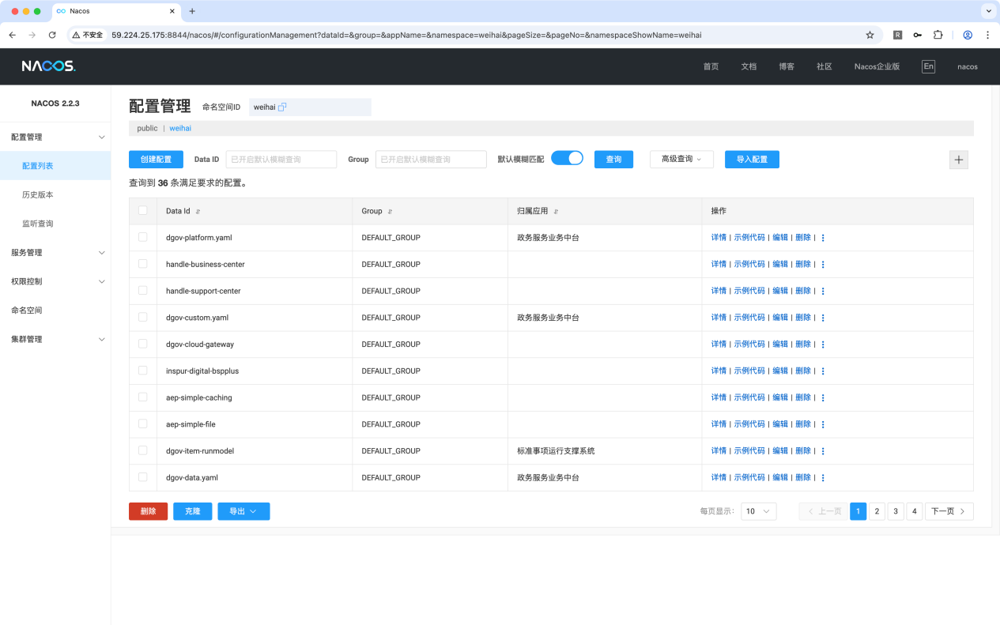 Nacos
不安全 59.224.25.175:8844/nacos/#/configurationManagement?dataId=&group=&appName=&namespace=weihai&pageSize=&pageNo=&namespaceShowName=weihai R
NACOS. 首页 文档 博客 社区 Nacos企业版 En nacos
NACOS 2.2.3
配置管理
配置列表
历史版本
监听查询
服务管理
权限控制
命名空间
集群管理
配置管理 命名空间ID weihai
public | weihai
创建配置 Data ID 已开启默认模糊查询 Group 已开启默认模糊查询 默认模糊匹配 查询 高级查询 导入配置
查询到 36 条满足要求的配置。
Data Id Group 归属应用 操作
dgov-platform.yaml DEFAULT_GROUP 政务服务业务中台 详情 | 示例代码 | 编辑 | 删除 |
handle-business-center DEFAULT_GROUP 详情 | 示例代码 | 编辑 | 删除 |
handle-support-center DEFAULT_GROUP 详情 | 示例代码 | 编辑 | 删除 |
dgov-custom.yaml DEFAULT_GROUP 政务服务业务中台 详情 | 示例代码 | 编辑 | 删除 |
dgov-cloud-gateway DEFAULT_GROUP 详情 | 示例代码 | 编辑 | 删除 |
inspur-digital-bspplus DEFAULT_GROUP 详情 | 示例代码 | 编辑 | 删除 |
aep-simple-caching DEFAULT_GROUP 详情 | 示例代码 | 编辑 | 删除 |
aep-simple-file DEFAULT_GROUP 详情 | 示例代码 | 编辑 | 删除 |
dgov-item-runmodel DEFAULT_GROUP 标准事项运行支撑系统 详情 | 示例代码 | 编辑 | 删除 |
dgov-data.yaml DEFAULT_GROUP 政务服务业务中台 详情 | 示例代码 | 编辑 | 删除 |
删除 克隆 导出 每页显示: 10 上一页 1 2 3 4 下一页